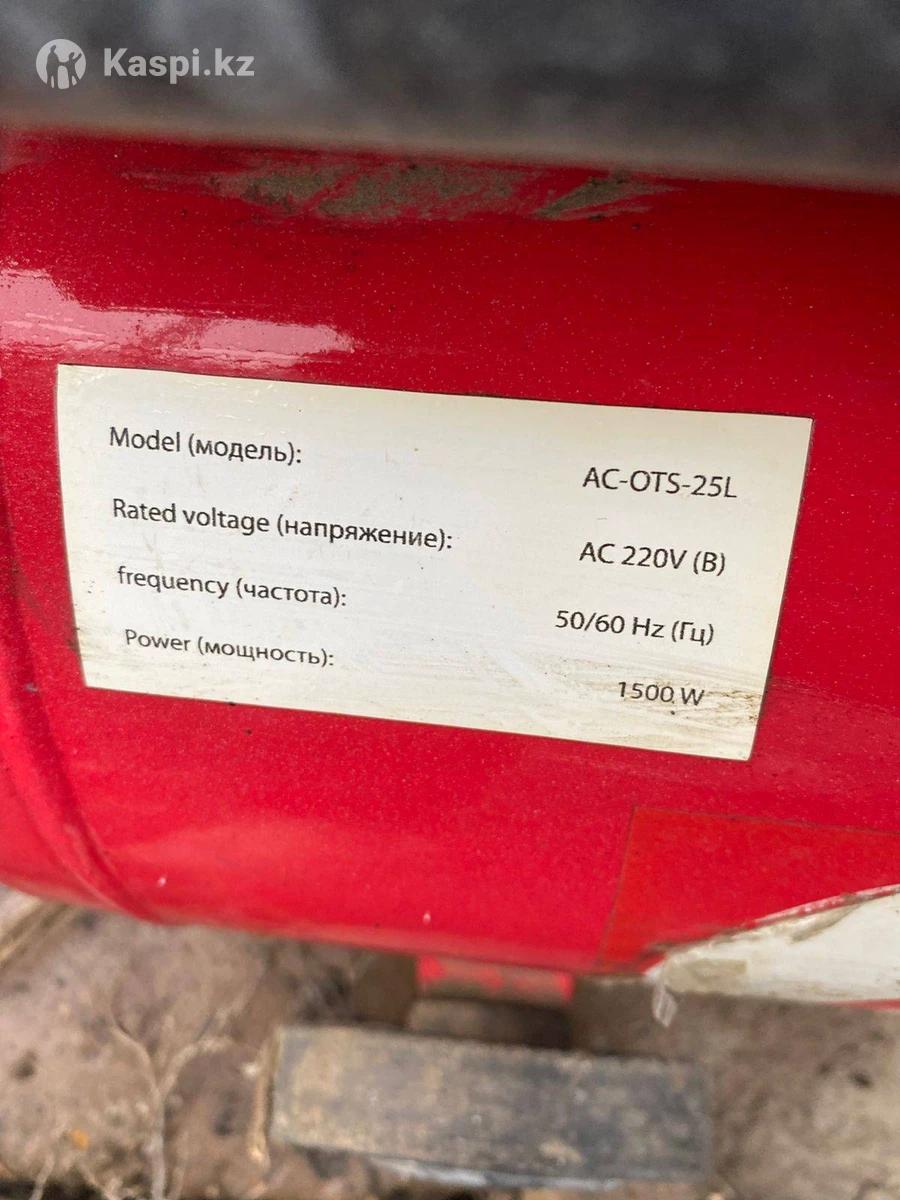 Kaspi.kz
Model (модель): AC-OTS-25L
Rated voltage (напряжение): AC 220V (В)
frequency (частота): 50/60 Hz (Гц)
Power (мощность): 1500 W